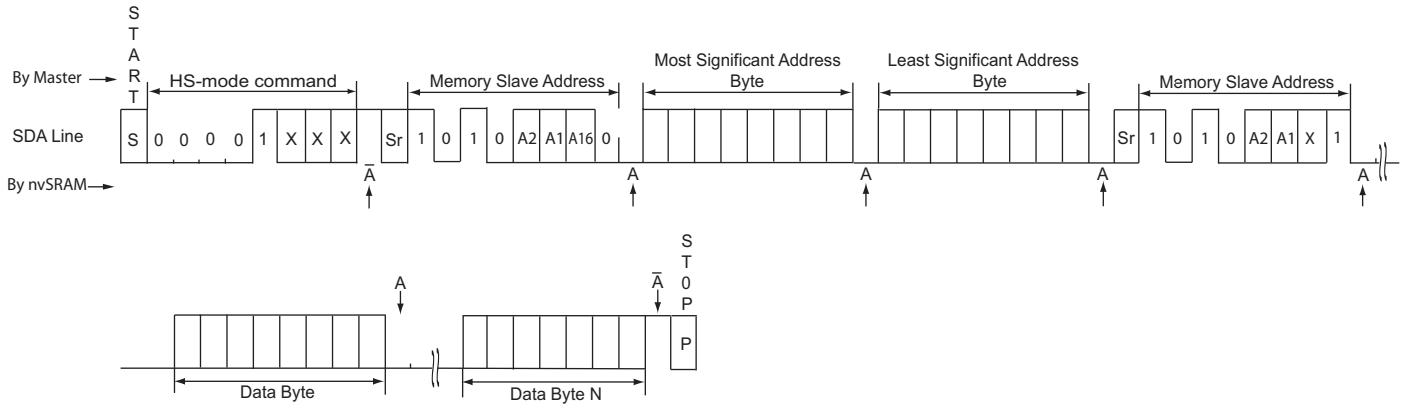 START
By Master
HS-mode command
Memory Slave Address
Most Significant Address
Byte
Least Significant Address
Byte
Memory Slave Address
SDA Line
S 0 0 0 0 1 X X X Sr 1 0 1 0 A2 A1 A16 0 Sr 1 0 1 0 A2 A1 X 1
By nvSRAM
A̅ A A A A
A A̅
ST0P
P
Data Byte
Data Byte N